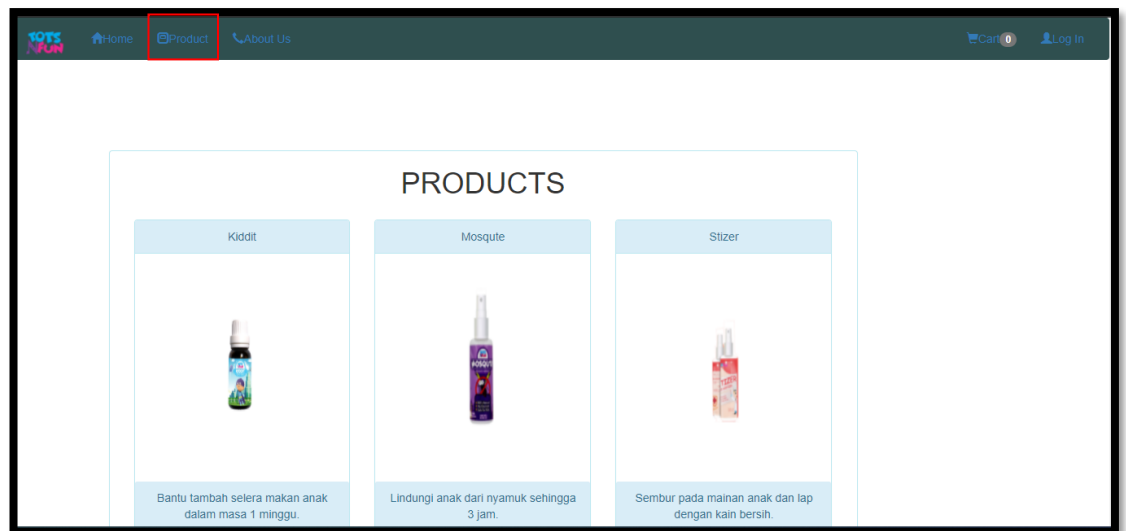 TOTS
NFUN
Home Product About Us Cart 0 Log In
PRODUCTS
Kiddit Mosqute Stizer
Bantu tambah selera makan anak
dalam masa 1 minggu.
Lindungi anak dari nyamuk sehingga
3 jam.
Sembur pada mainan anak dan lap
dengan kain bersih.